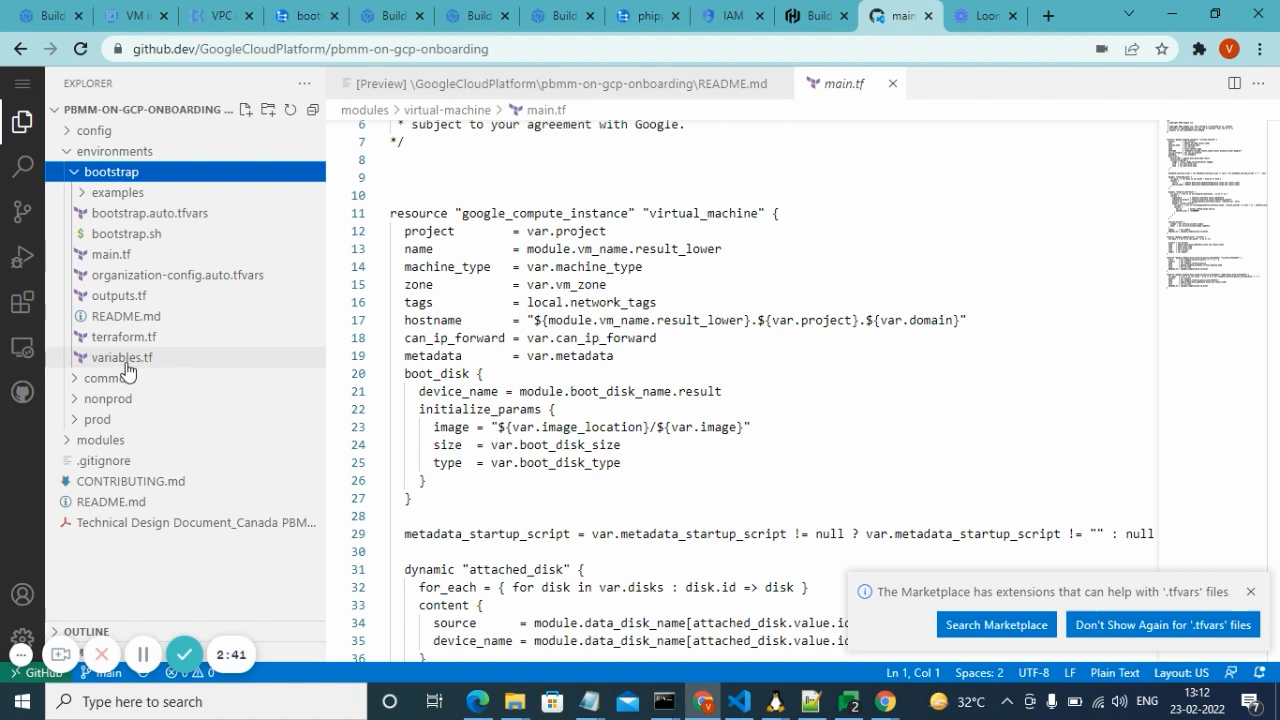 Build
VM in
VPC
boot
Build
Build
Build
phip
IAM -
Build
main
Loon
github.dev/GoogleCloudPlatform/pbmm-on-gcp-onboarding
V
EXPLORER
PBMM-ON-GCP-ONBOARDING ...
config
environments
bootstrap
examples
bootstrap.auto.tfvars
bootstrap.sh
main.tf
organization-config.auto.tfvars
outputs.tf
README.md
terraform.tf
variables.tf
nonprod
prod
modules
.gitignore
CONTRIBUTING.md
README.md
Technical Design Document_Canada PBM...
OUTLINE
[Preview] \GoogleCloudPlatform\pbmm-on-gcp-onboarding\README.md
main.tf
modules > virtual-machine > main.tf
6 * subject to your agreement with Google.
7 */
8
9
10
11 resource "google_compute_instance" "virtual_machine" {
12 project = var.project
13 name = module.vm_name.result_lower
14 machine_type = var.machine_type
15 zone = var.vm_zone
16 tags = local.network_tags
17 hostname = "${module.vm_name.result_lower}.${var.project}.${var.domain}"
18 can_ip_forward = var.can_ip_forward
19 metadata = var.metadata
20 boot_disk {
21 device_name = module.boot_disk_name.result
22 initialize_params {
23 image = "${var.image_location}/${var.image}"
24 size = var.boot_disk_size
25 type = var.boot_disk_type
26 }
27 }
28
29 metadata_startup_script = var.metadata_startup_script != null ? var.metadata_startup_script != "" : null
30
31 dynamic "attached_disk" {
32 for_each = { for disk in var.disks : disk.id => disk }
33 content {
34 source = module.data_disk_name[attached_disk.value.id
35 device_name = module.data_disk_name[attached_disk.value.id
36 }
The Marketplace has extensions that can help with '.tfvars' files
Search Marketplace
Don't Show Again for '.tfvars' files
2:41
GitHub
main
0 0
Ln 1, Col 1
Spaces: 2
UTF-8
LF
Plain Text
Layout: US
Type here to search
32°C
ENG
13:12
23-02-2022
7